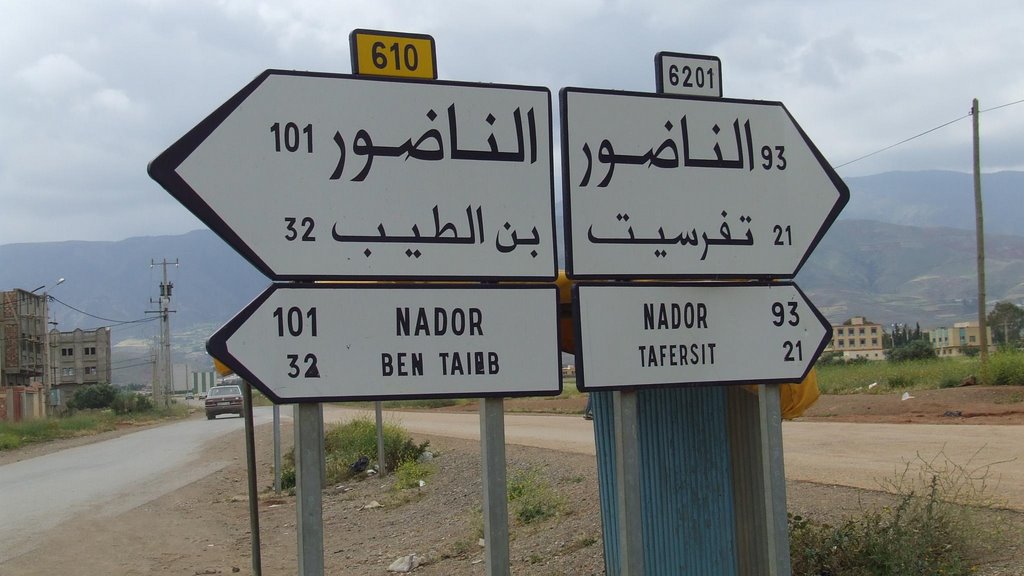 610
الناضور 101
بن الطيب 32
101 NADOR
32 BEN TAIEB
6201
الناضور 93
تفرسيت 21
NADOR 93
TAFERSIT 21